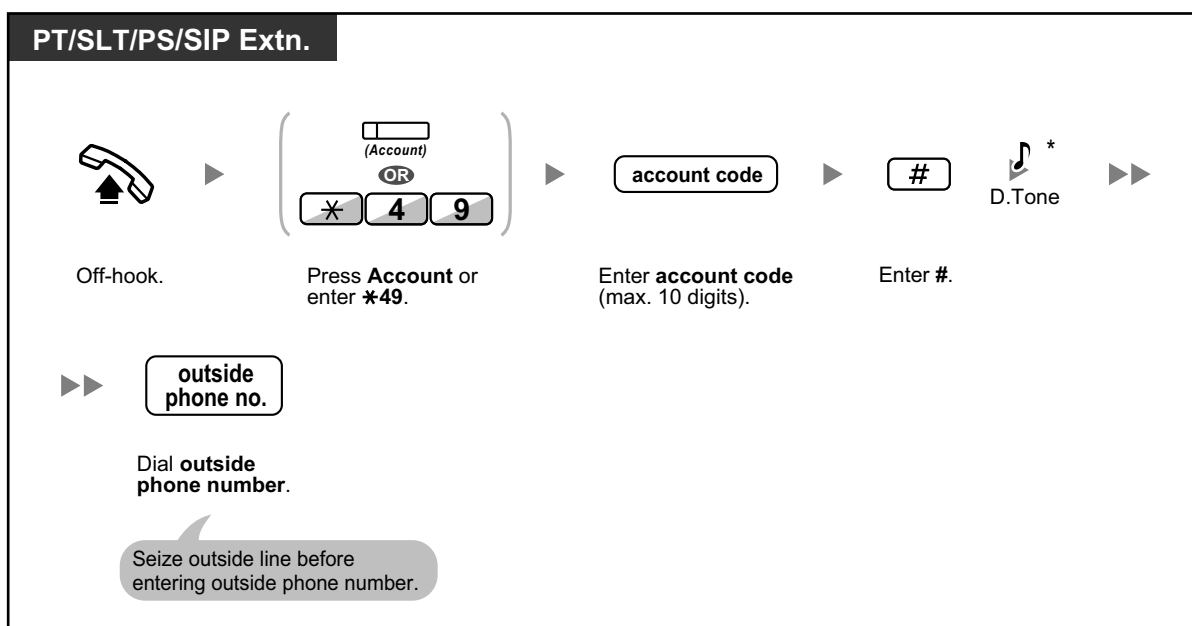 PT/SLT/PS/SIP Extn.
(Account)
OR
* 4 9
account code
#
*
D.Tone
Off-hook.
Press Account or
enter *49.
Enter account code
(max. 10 digits).
Enter #.
outside
phone no.
Dial outside
phone number.
Seize outside line before
entering outside phone number.